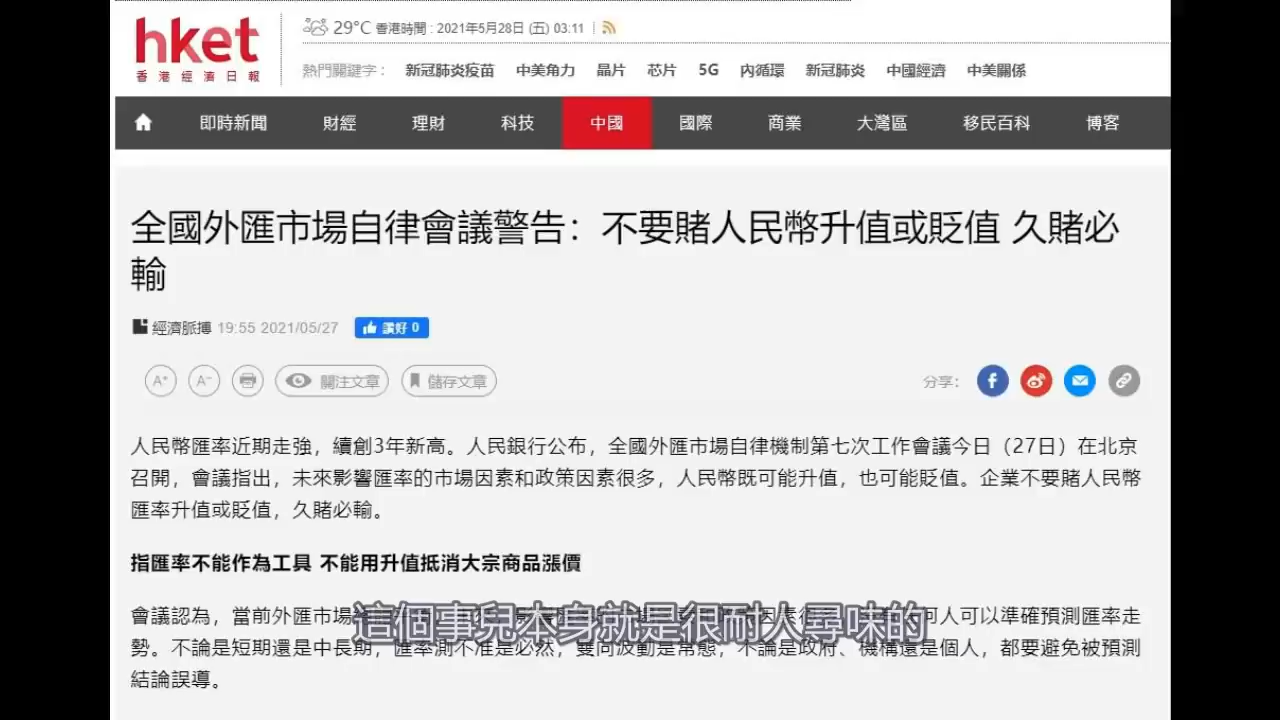 hket
香港經濟日報
29°C 香港時間 : 2021年5月28日 (五) 03:11
熱門關鍵字： 新冠肺炎疫苗 中美角力 晶片 芯片 5G 內循環 新冠肺炎 中國經濟 中美關係
即時新聞 財經 理財 科技 中國 國際 商業 大灣區 移民百科 博客
全國外匯市場自律會議警告：不要賭人民幣升值或貶值 久賭必
輸
經濟脈搏 19:55 2021/05/27 讚好 0
A+ A- 關注文章 儲存文章 分享：
人民幣匯率近期走強，續創3年新高。人民銀行公布，全國外匯市場自律機制第七次工作會議今日（27日）在北京
召開，會議指出，未來影響匯率的市場因素和政策因素很多，人民幣既可能升值，也可能貶值。企業不要賭人民幣
匯率升值或貶值，久賭必輸。
指匯率不能作為工具 不能用升值抵消大宗商品漲價
會議認為，當前外匯市場 何人可以準確預測匯率走
這個事兒本身就是很耐人尋味的
勢。不論是短期還是中長期，匯率測不准是必然，雙向波動是常態，不論是政府、機構還是個人，都要避免被預測
結論誤導。